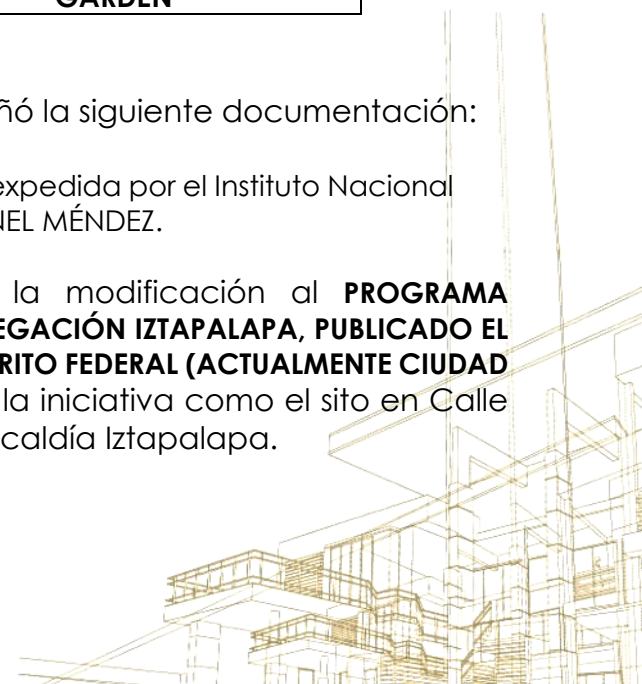 GARDEN"
ñó la siguiente documentación:
expedida por el Instituto Nacional
NEL MÉNDEZ.
la modificación al PROGRAMA
EGACIÓN IZTAPALAPA, PUBLICADO EL
RITO FEDERAL (ACTUALMENTE CIUDAD
la iniciativa como el sito en Calle
caldía Iztapalapa.